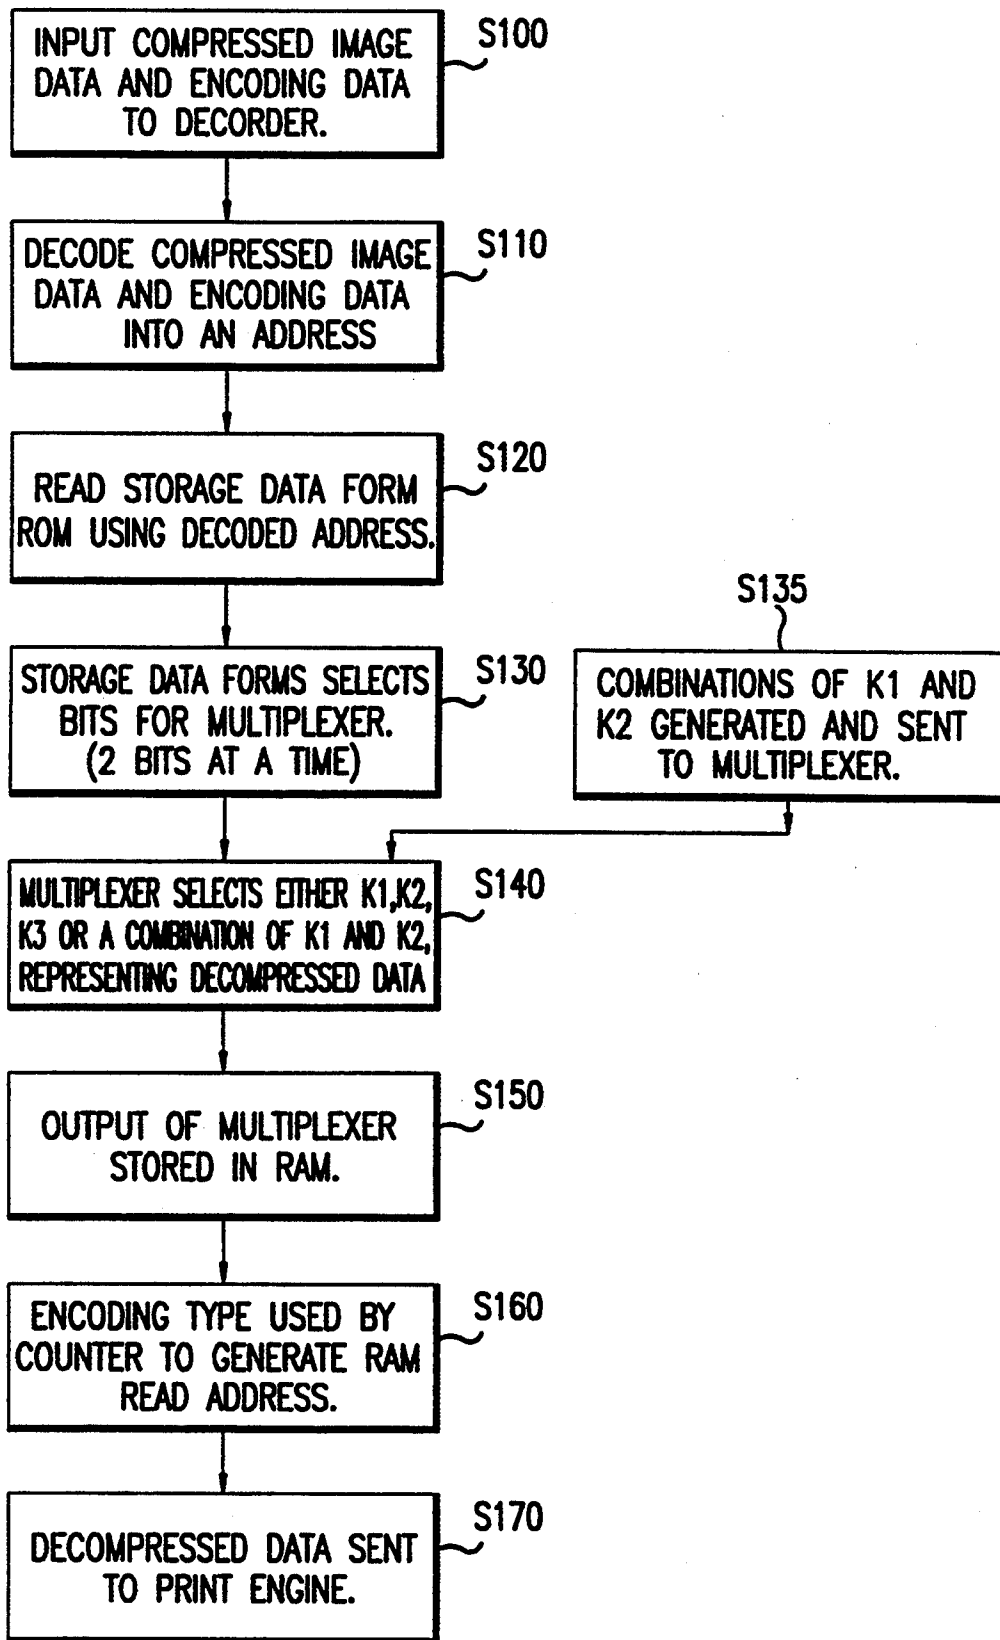 INPUT COMPRESSED IMAGE
DATA AND ENCODING DATA
TO DECORDER.
S100
DECODE COMPRESSED IMAGE
DATA AND ENCODING DATA
INTO AN ADDRESS
S110
READ STORAGE DATA FORM
ROM USING DECODED ADDRESS.
S120
STORAGE DATA FORMS SELECTS
BITS FOR MULTIPLEXER.
(2 BITS AT A TIME)
S130
S135
COMBINATIONS OF K1 AND
K2 GENERATED AND SENT
TO MULTIPLEXER.
MULTIPLEXER SELECTS EITHER K1,K2,
K3 OR A COMBINATION OF K1 AND K2,
REPRESENTING DECOMPRESSED DATA
S140
OUTPUT OF MULTIPLEXER
STORED IN RAM.
S150
ENCODING TYPE USED BY
COUNTER TO GENERATE RAM
READ ADDRESS.
S160
DECOMPRESSED DATA SENT
TO PRINT ENGINE.
S170